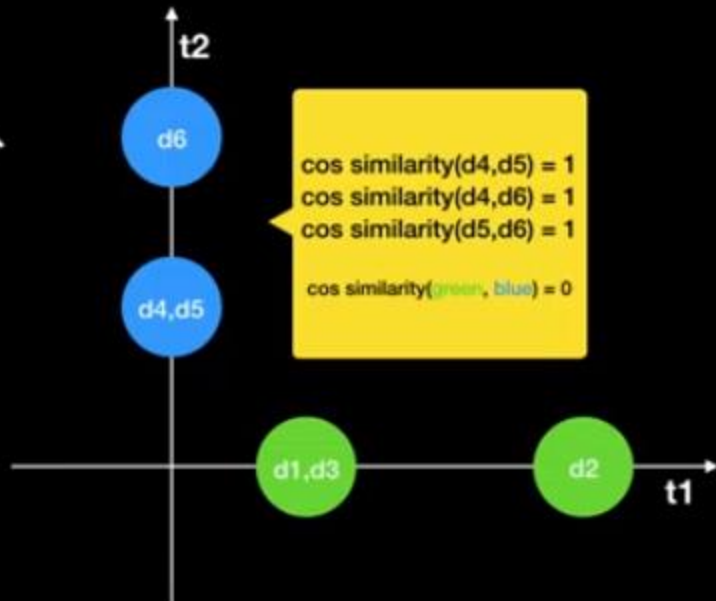 t2
d6
cos similarity(d4,d5) = 1
cos similarity(d4,d6) = 1
cos similarity(d5,d6) = 1
cos similarity(green, blue) = 0
d4,d5
d1,d3
d2
t1